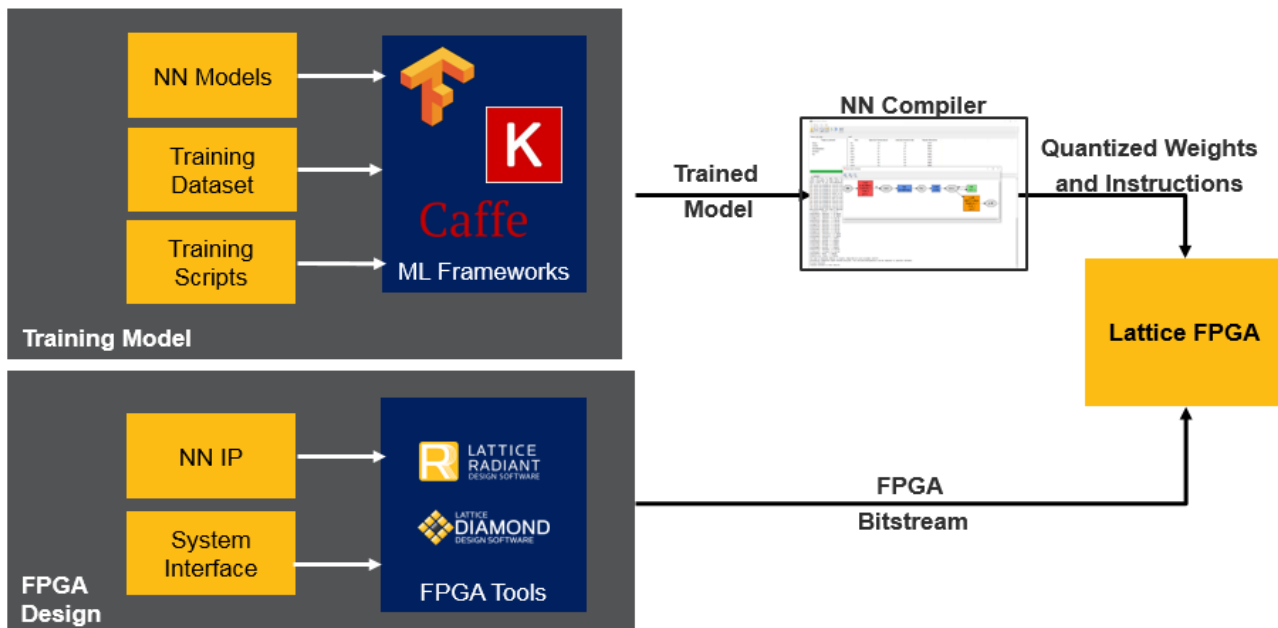 NN Models
Training
Dataset
Training
Scripts
K
Caffe
ML Frameworks
Training Model
Trained
Model
NN Compiler
Quantized Weights
and Instructions
Lattice FPGA
NN IP
System
Interface
R
LATTICE
RADIANT
DESIGN SOFTWARE
LATTICE
DIAMOND
DESIGN SOFTWARE
FPGA Tools
FPGA
Design
FPGA
Bitstream